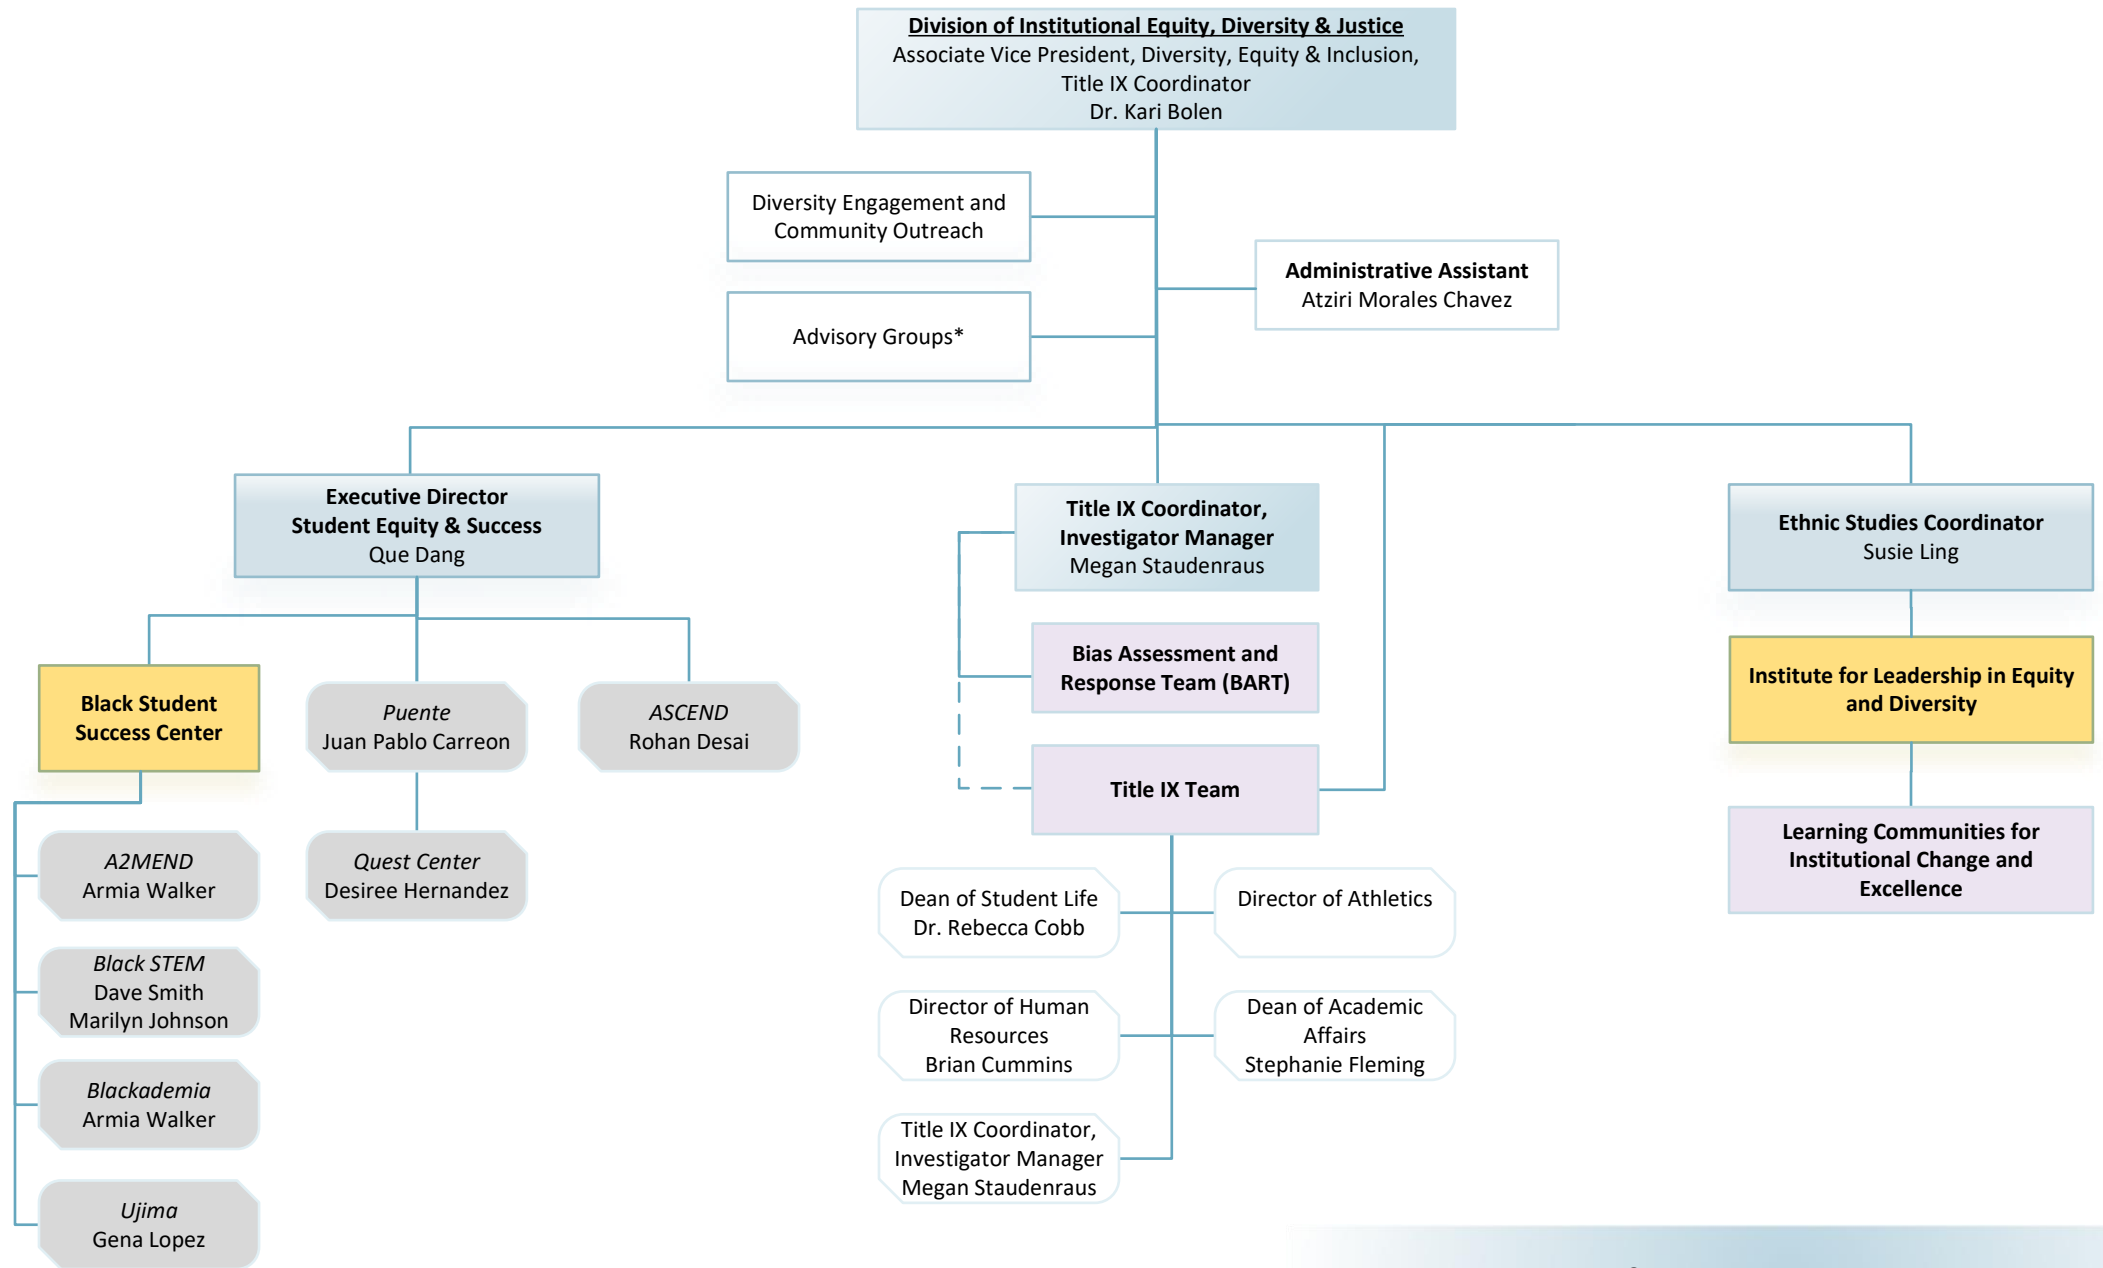 Division of Institutional Equity, Diversity & Justice
Associate Vice President, Diversity, Equity & Inclusion,
Title IX Coordinator
Dr. Kari Bolen
Diversity Engagement and
Community Outreach
Administrative Assistant
Atziri Morales Chavez
Advisory Groups*
Executive Director
Student Equity & Success
Que Dang
Title IX Coordinator,
Investigator Manager
Megan Staudenraus
Ethnic Studies Coordinator
Susie Ling
Bias Assessment and
Response Team (BART)
Institute for Leadership in Equity
and Diversity
Black Student
Success Center
Puente
Juan Pablo Carreon
ASCEND
Rohan Desai
Title IX Team
Learning Communities for
Institutional Change and
Excellence
A2MEND
Armia Walker
Quest Center
Desiree Hernandez
Dean of Student Life
Dr. Rebecca Cobb
Director of Athletics
Black STEM
Dave Smith
Marilyn Johnson
Director of Human
Resources
Brian Cummins
Dean of Academic
Affairs
Stephanie Fleming
Blackademia
Armia Walker
Title IX Coordinator,
Investigator Manager
Megan Staudenraus
Ujima
Gena Lopez